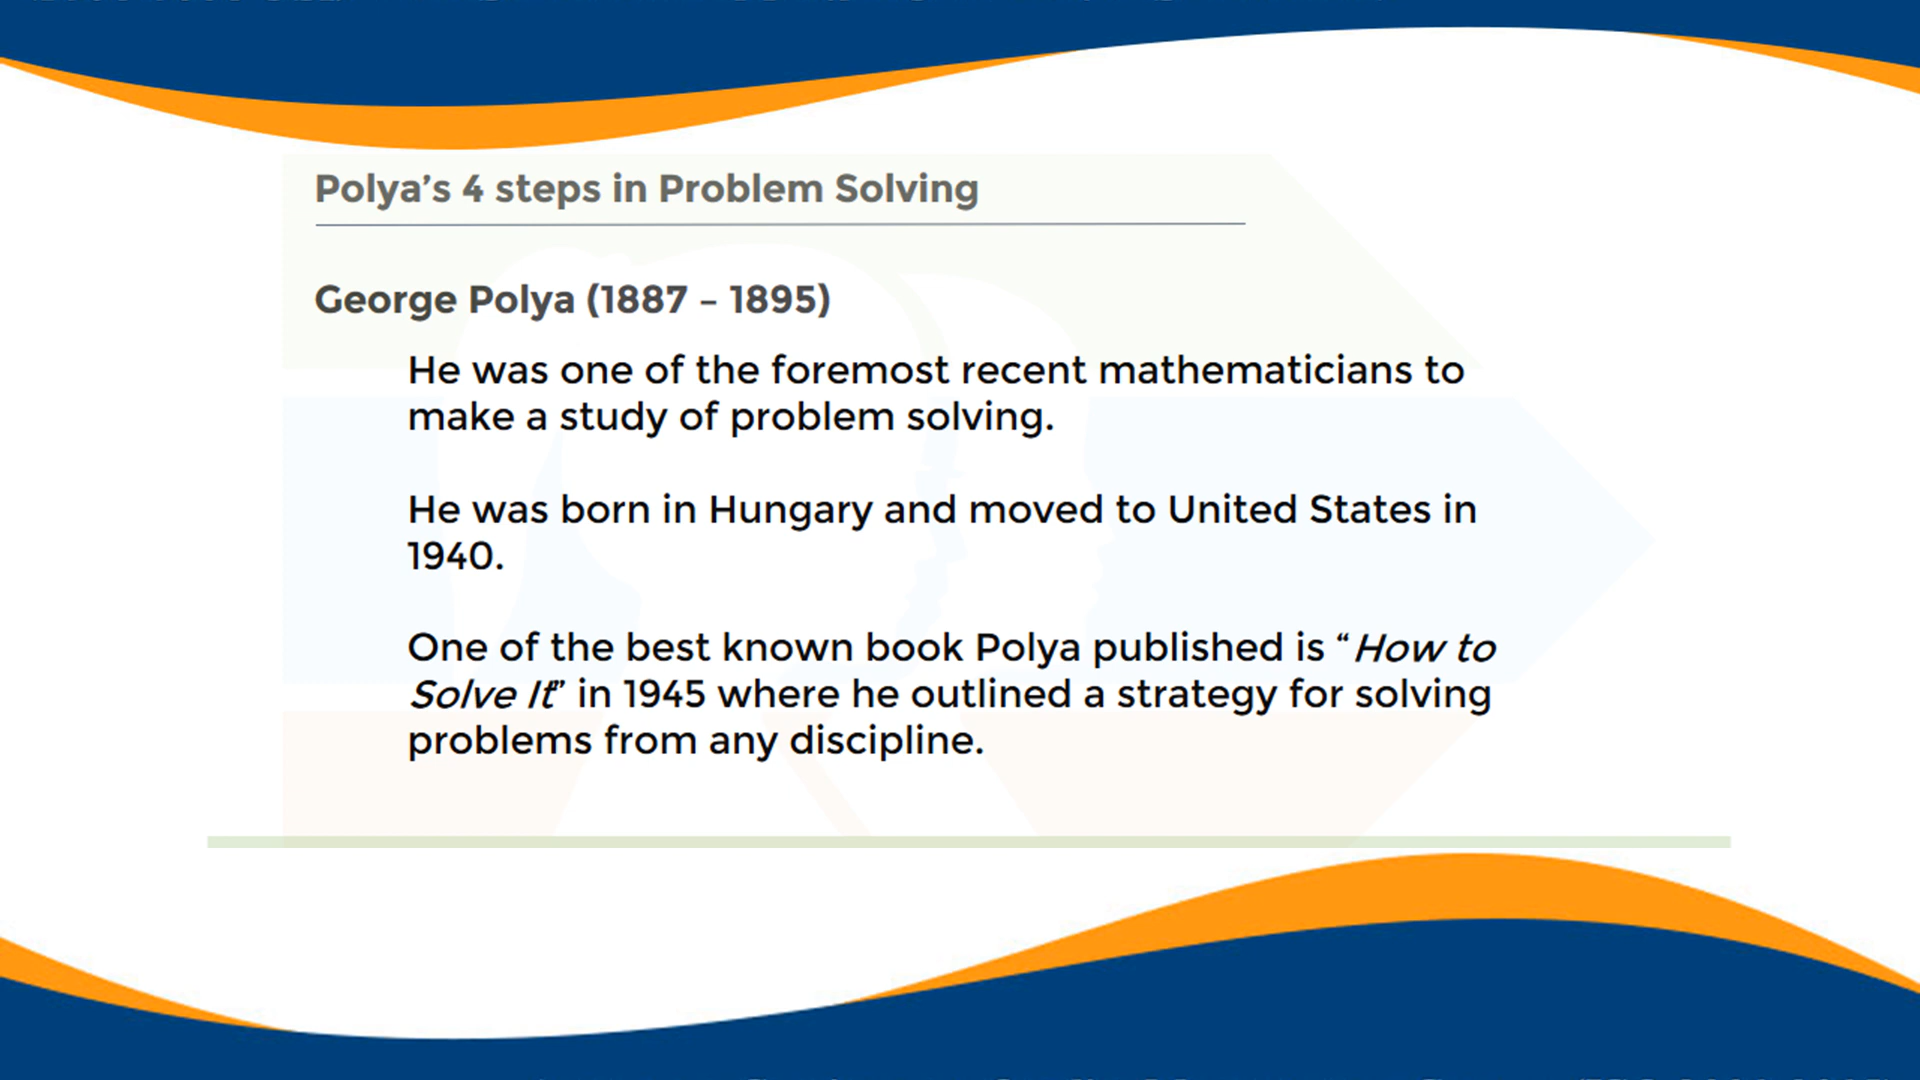 Polya’s 4 steps in Problem Solving
George Polya (1887 – 1895)
He was one of the foremost recent mathematicians to
make a study of problem solving.
He was born in Hungary and moved to United States in
1940.
One of the best known book Polya published is “How to
Solve It” in 1945 where he outlined a strategy for solving
problems from any discipline.